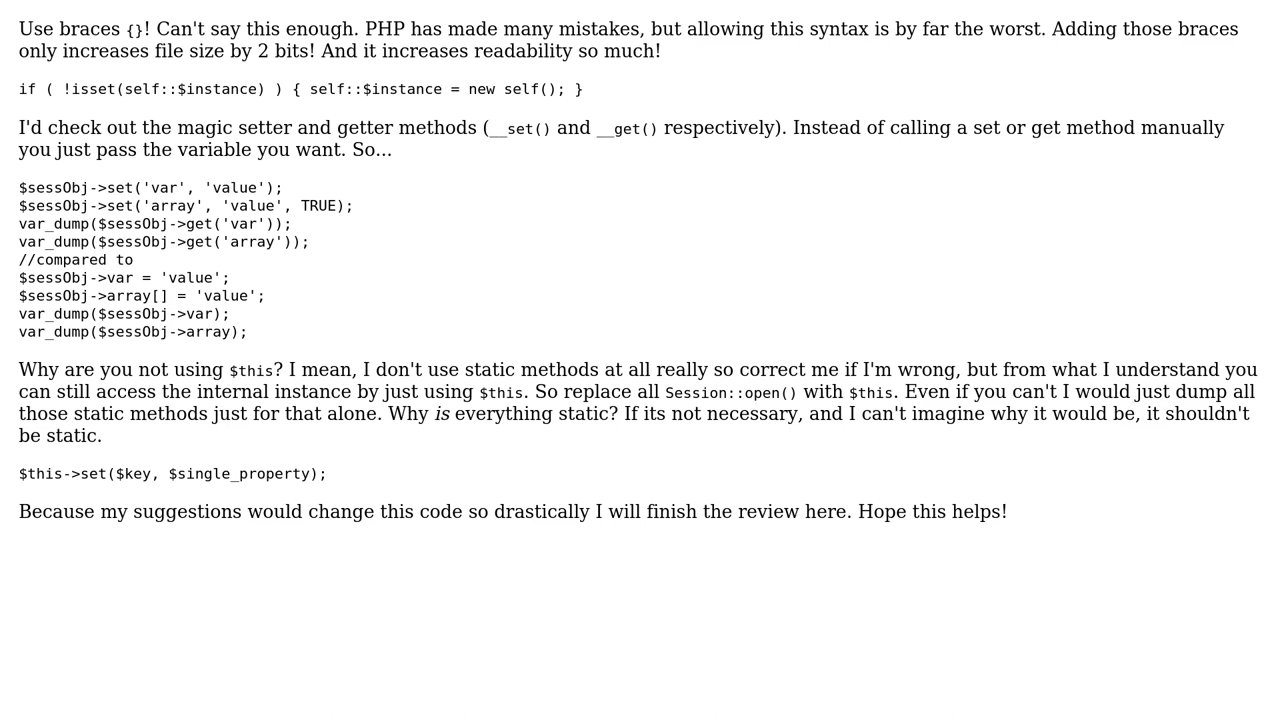 Use braces {}! Can't say this enough. PHP has made many mistakes, but allowing this syntax is by far the worst. Adding those braces
only increases file size by 2 bits! And it increases readability so much!
if ( !isset(self::$instance) ) { self::$instance = new self(); }
I'd check out the magic setter and getter methods (__set() and __get() respectively). Instead of calling a set or get method manually
you just pass the variable you want. So...
$sessObj->set('var', 'value');
$sessObj->set('array', 'value', TRUE);
var_dump($sessObj->get('var'));
var_dump($sessObj->get('array'));
//compared to
$sessObj->var = 'value';
$sessObj->array[] = 'value';
var_dump($sessObj->var);
var_dump($sessObj->array);
Why are you not using $this? I mean, I don't use static methods at all really so correct me if I'm wrong, but from what I understand you
can still access the internal instance by just using $this. So replace all Session::open() with $this. Even if you can't I would just dump all
those static methods just for that alone. Why is everything static? If its not necessary, and I can't imagine why it would be, it shouldn't
be static.
$this->set($key, $single_property);
Because my suggestions would change this code so drastically I will finish the review here. Hope this helps!